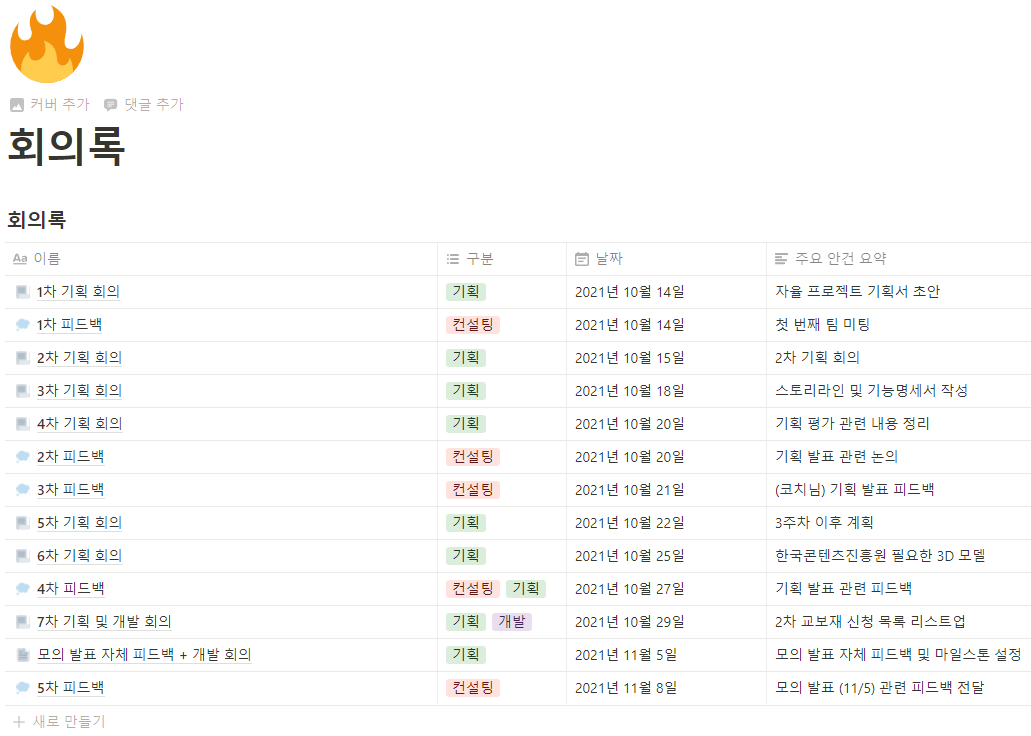 커버 추가 댓글 추가
회의록
회의록
Aa 이름 구분 날짜 주요 안건 요약
1차 기획 회의 기획 2021년 10월 14일 자율 프로젝트 기획서 초안
1차 피드백 컨설팅 2021년 10월 14일 첫 번째 팀 미팅
2차 기획 회의 기획 2021년 10월 15일 2차 기획 회의
3차 기획 회의 기획 2021년 10월 18일 스토리라인 및 기능명세서 작성
4차 기획 회의 기획 2021년 10월 20일 기획 평가 관련 내용 정리
2차 피드백 컨설팅 2021년 10월 20일 기획 발표 관련 논의
3차 피드백 컨설팅 2021년 10월 21일 (코치님) 기획 발표 피드백
5차 기획 회의 기획 2021년 10월 22일 3주차 이후 계획
6차 기획 회의 기획 2021년 10월 25일 한국콘텐츠진흥원 필요한 3D 모델
4차 피드백 컨설팅 기획 2021년 10월 27일 기획 발표 관련 피드백
7차 기획 및 개발 회의 기획 개발 2021년 10월 29일 2차 교보재 신청 목록 리스트업
모의 발표 자체 피드백 + 개발 회의 기획 2021년 11월 5일 모의 발표 자체 피드백 및 마일스톤 설정
5차 피드백 컨설팅 2021년 11월 8일 모의 발표 (11/5) 관련 피드백 전달
새로 만들기